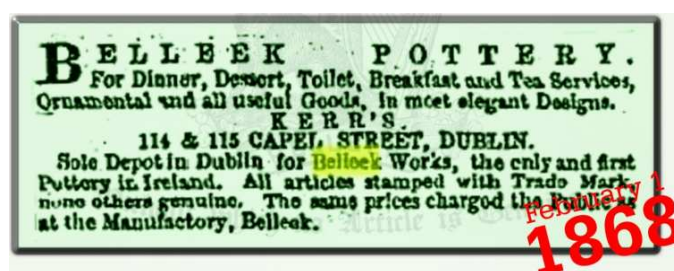 BELLEEK POTTERY.
For Dinner, Dessert, Toilet, Breakfast and Tea Services,
Ornamental and all useful Goods, in most elegant Designs.
KERR'S,
114 & 115 CAPEL STREET, DUBLIN.
Sole Depot in Dublin for Belleek Works, the only and first
Pottery in Ireland. All articles stamped with Trade Mark,
none others genuine. The same prices charged the Public as
at the Manufactory, Belleek.
February 1
1868